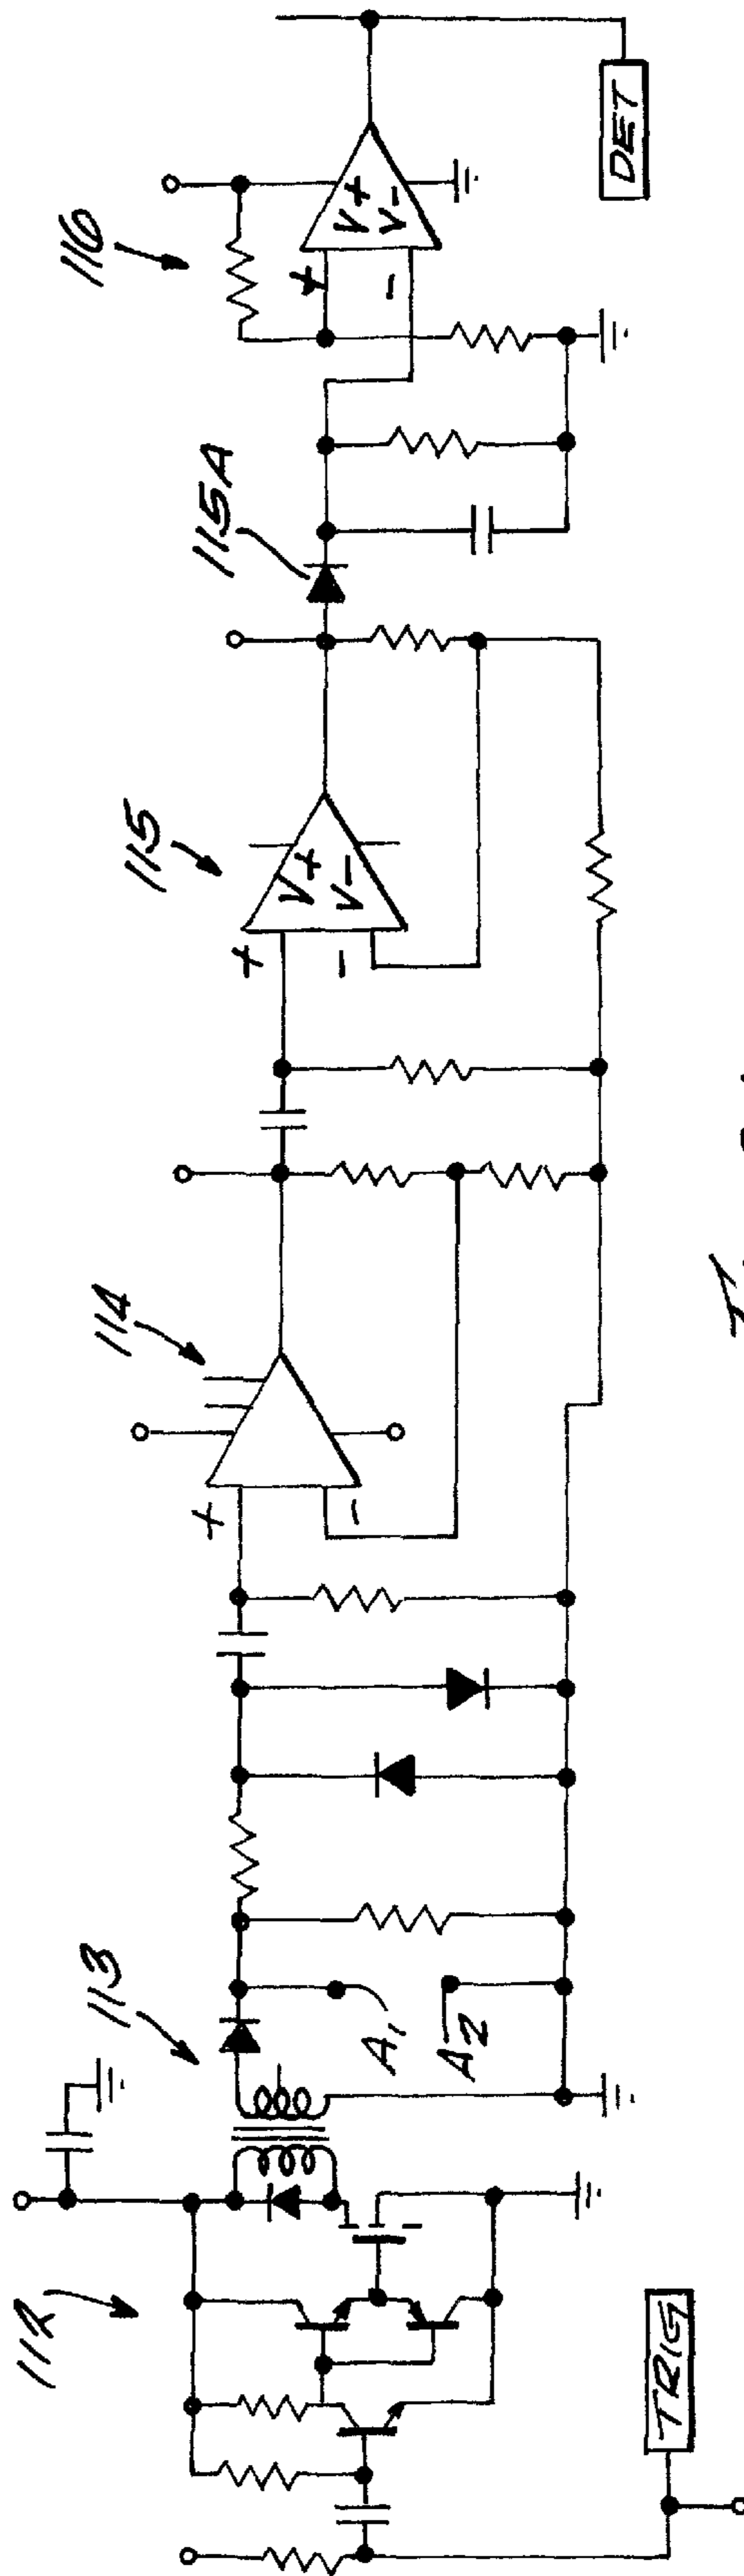 112
113
114
115
115A
116
A1
A2
+
-
+
-
V+
V-
+
-
V+
V-
TRIG
DET